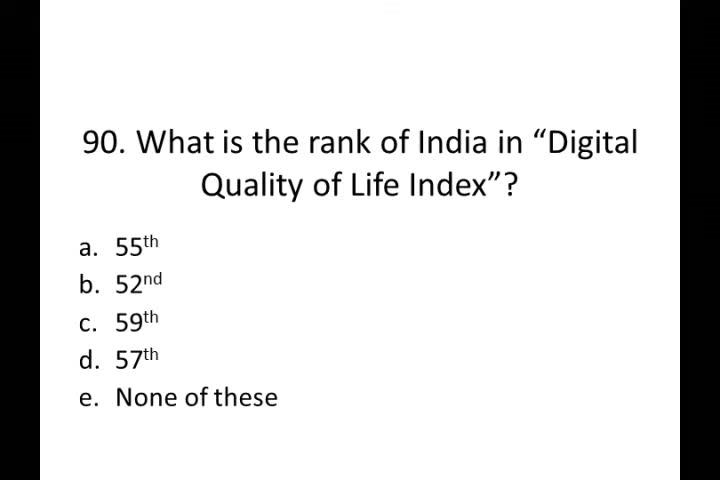 90. What is the rank of India in “Digital
Quality of Life Index”?
a. 55th
b. 52nd
c. 59th
d. 57th
e. None of these